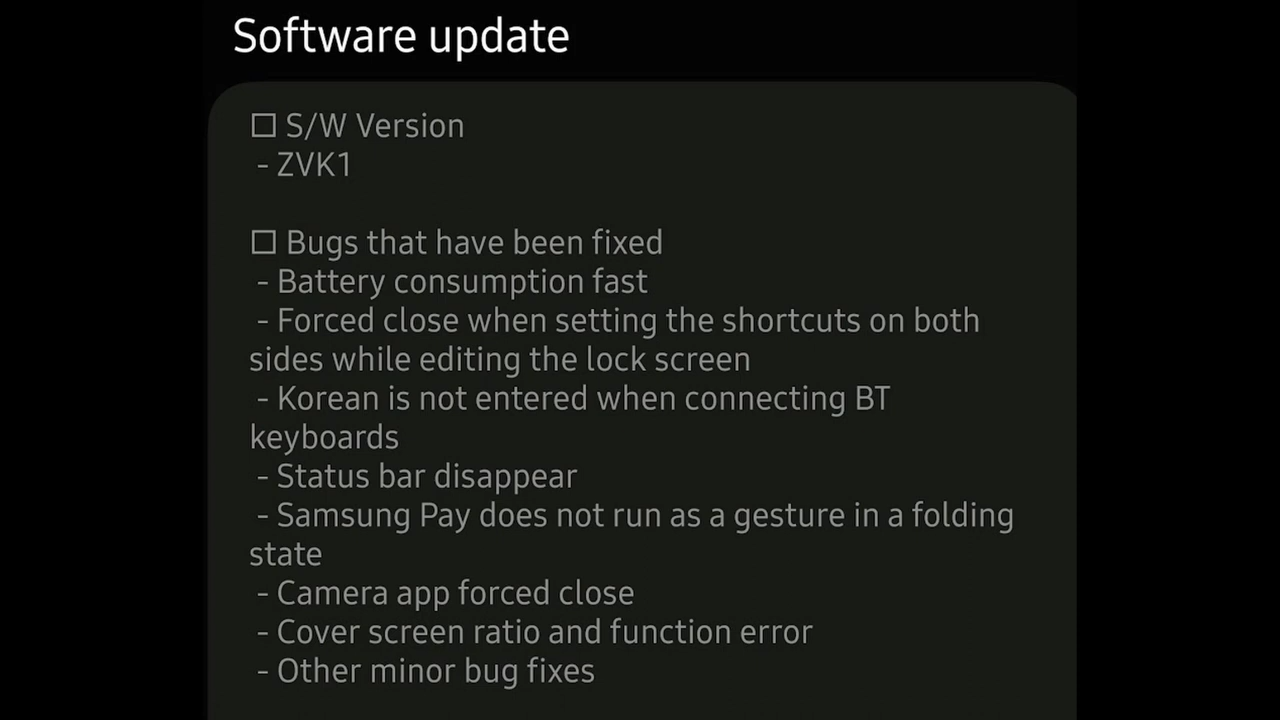 Software update
□ S/W Version
- ZVK1
□ Bugs that have been fixed
- Battery consumption fast
- Forced close when setting the shortcuts on both
sides while editing the lock screen
- Korean is not entered when connecting BT
keyboards
- Status bar disappear
- Samsung Pay does not run as a gesture in a folding
state
- Camera app forced close
- Cover screen ratio and function error
- Other minor bug fixes